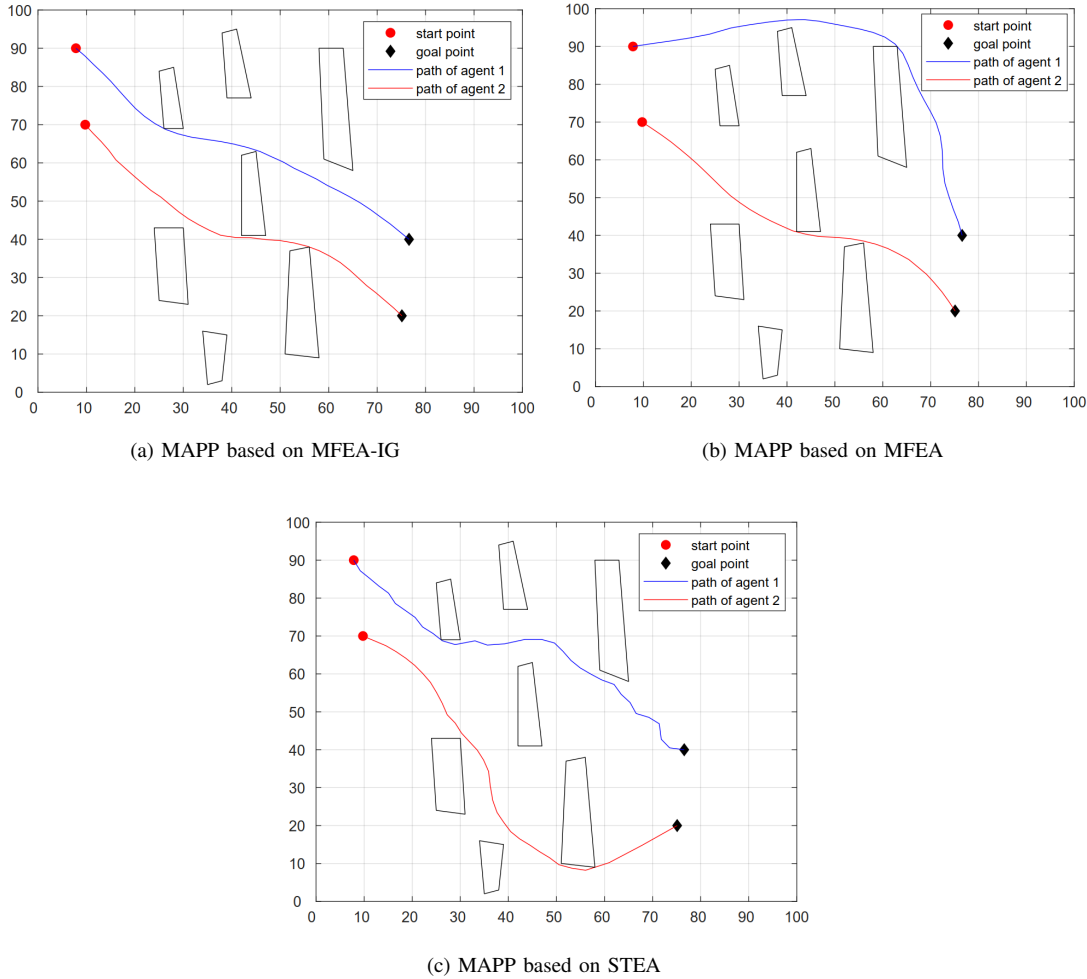 100
90
80
70
60
50
40
30
20
10
0
0 10 20 30 40 50 60 70 80 90 100
start point
goal point
path of agent 1
path of agent 2
(a) MAPP based on MFEA-IG
100
90
80
70
60
50
40
30
20
10
0
0 10 20 30 40 50 60 70 80 90 100
start point
goal point
path of agent 1
path of agent 2
(b) MAPP based on MFEA
100
90
80
70
60
50
40
30
20
10
0
0 10 20 30 40 50 60 70 80 90 100
start point
goal point
path of agent 1
path of agent 2
(c) MAPP based on STEA